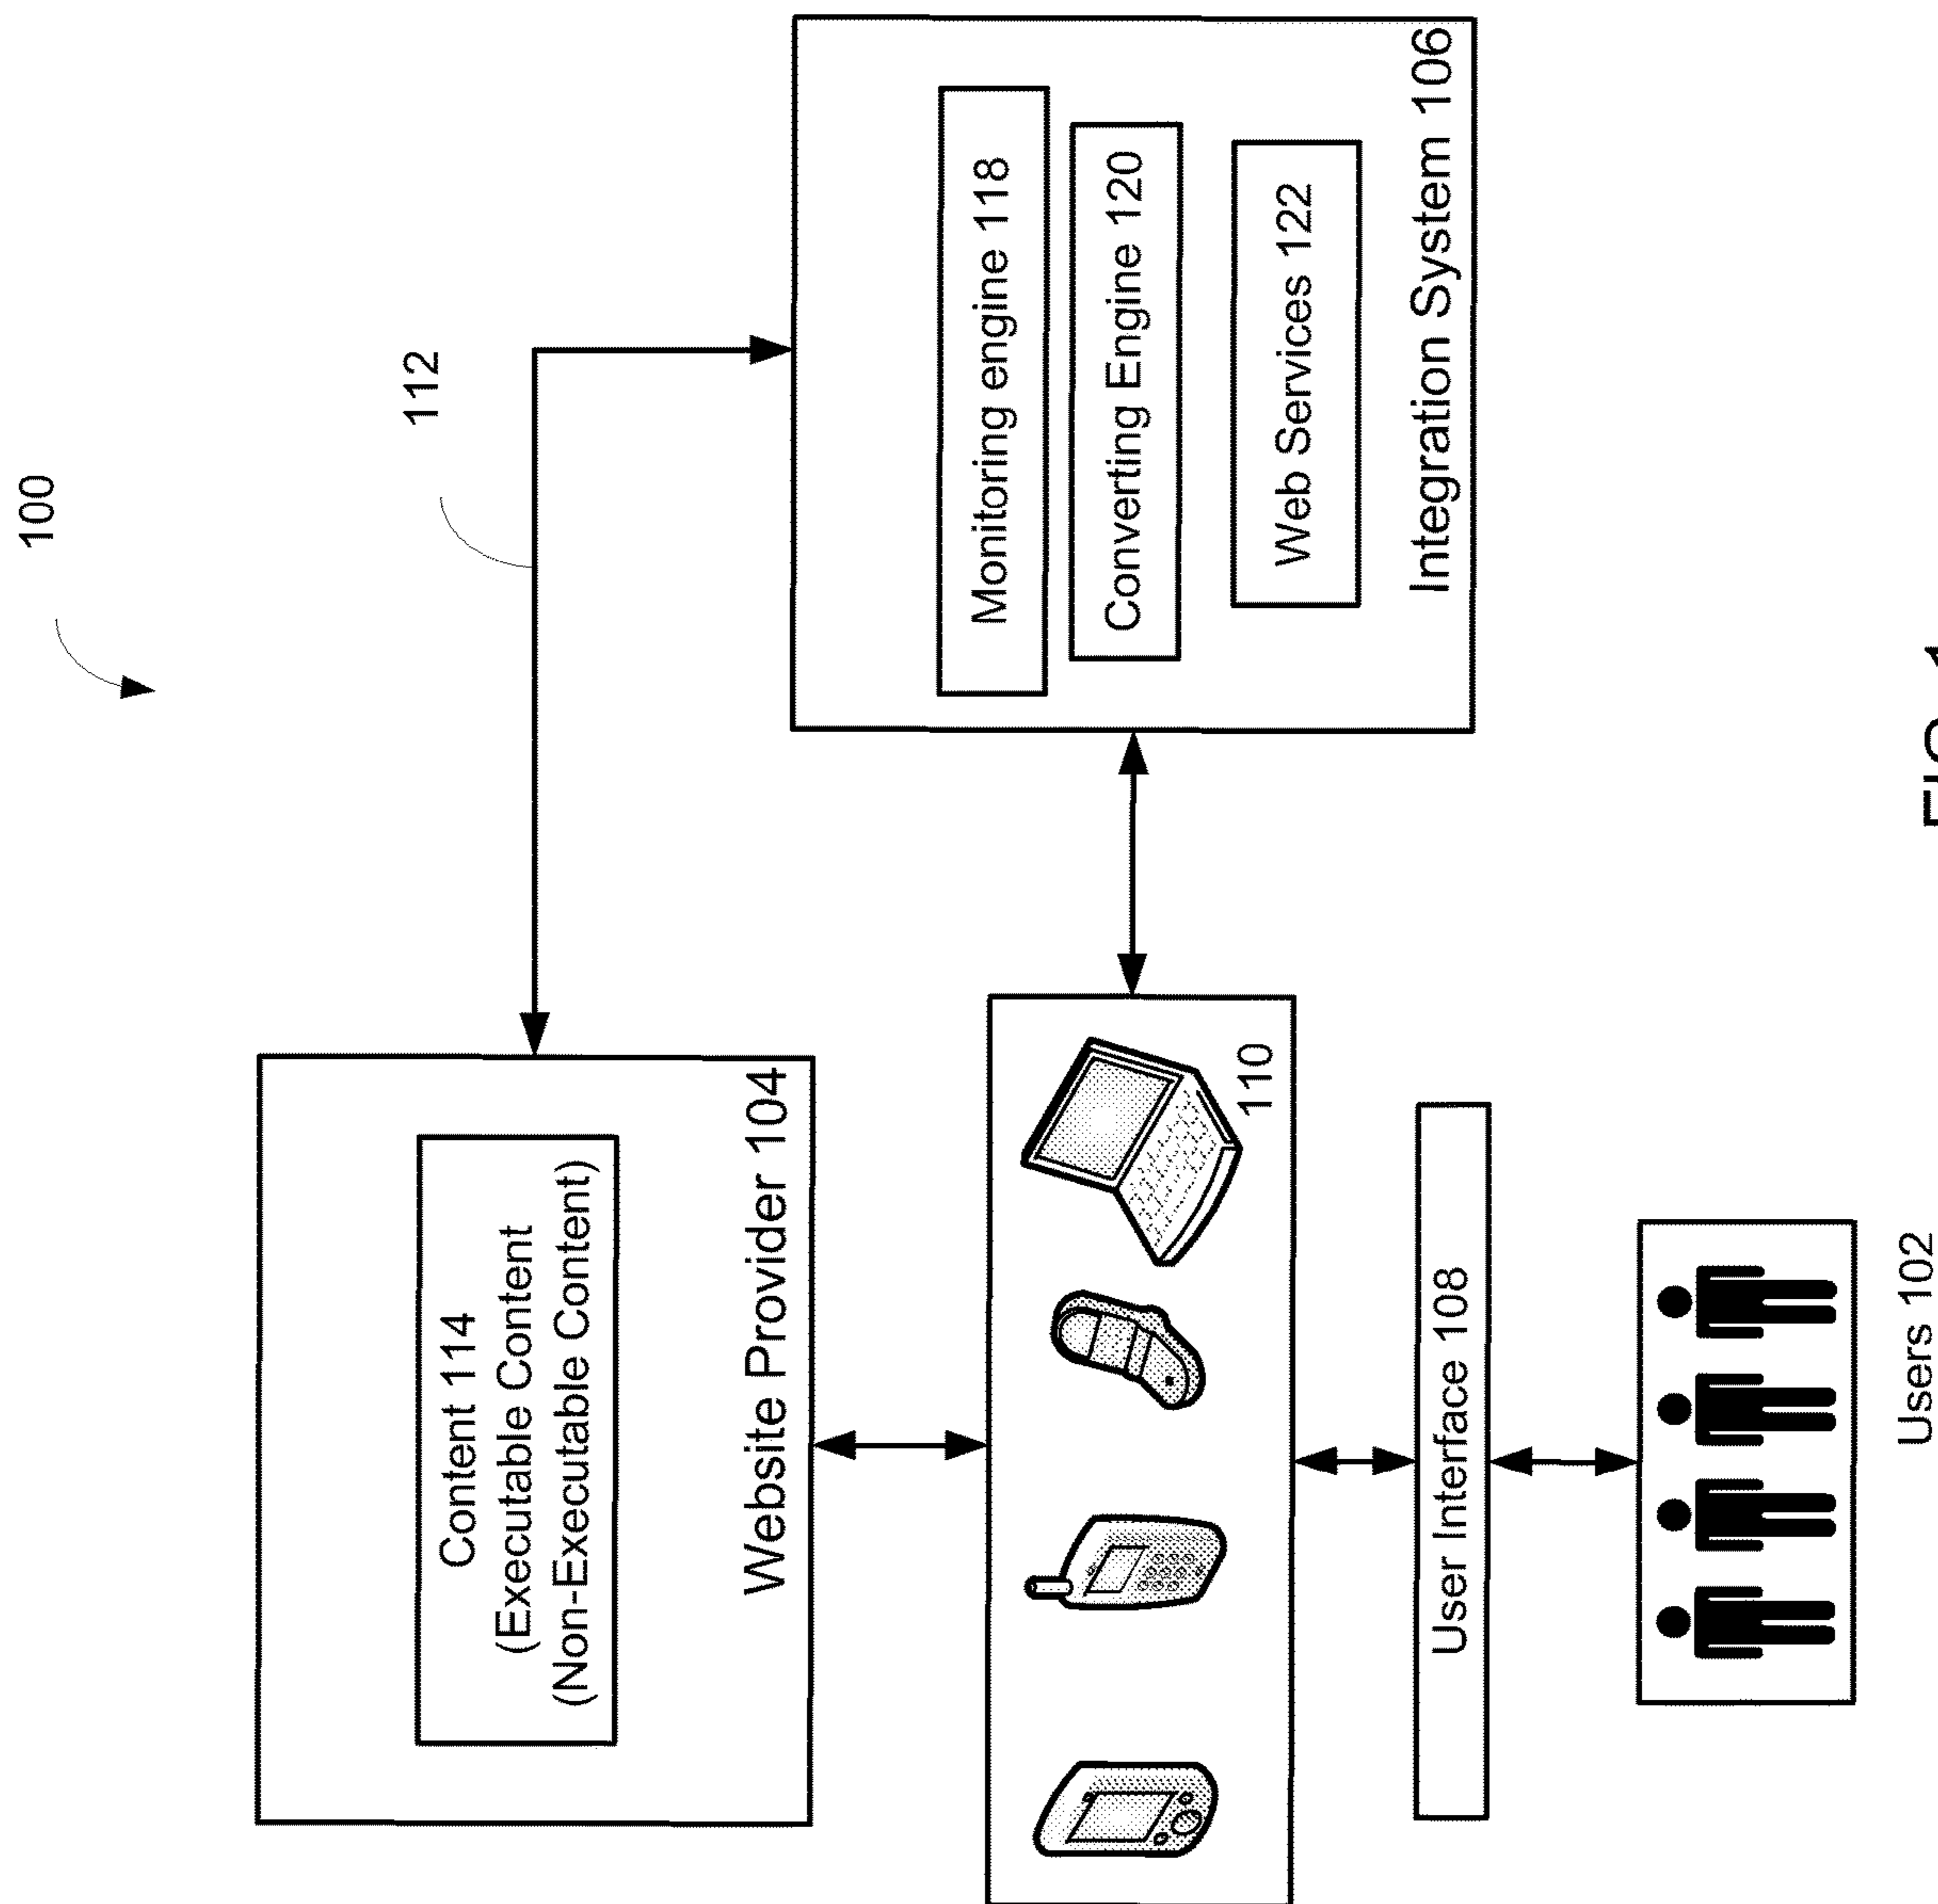 100
112
Content 114
(Executable Content
(Non-Executable Content)
Website Provider 104
Monitoring engine 118
Converting Engine 120
Web Services 122
Integration System 106
110
User Interface 108
Users 102